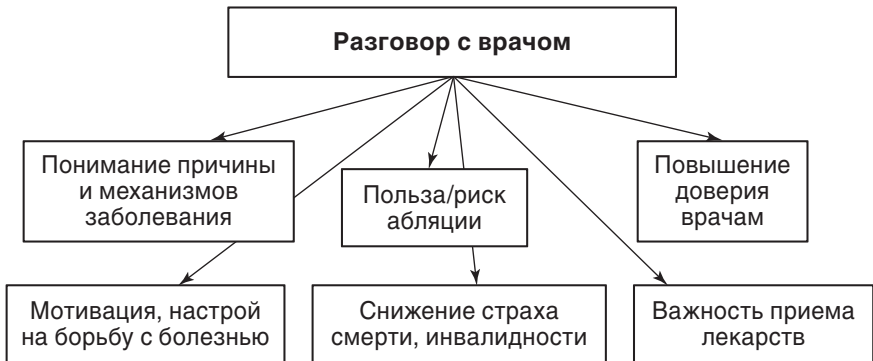 Разговор с врачом
Понимание причины
и механизмов
заболевания
Польза/риск
абляции
Повышение
доверия
врачам
Мотивация, настрой
на борьбу с болезнью
Снижение страха
смерти, инвалидности
Важность приема
лекарств